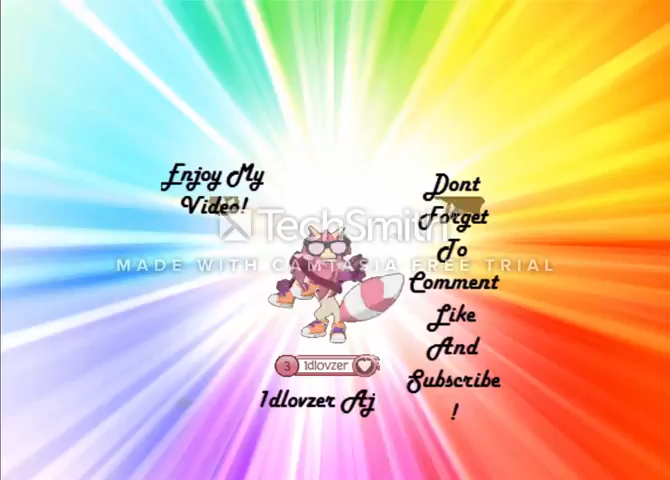 Enjoy My
Video!
Dont
Forget
To
Comment
Like
And
Subscribe
!
TechSmith
MADE WITH CAMTASIA FREE TRIAL
3 1dlovzer
1dlovzer Aj